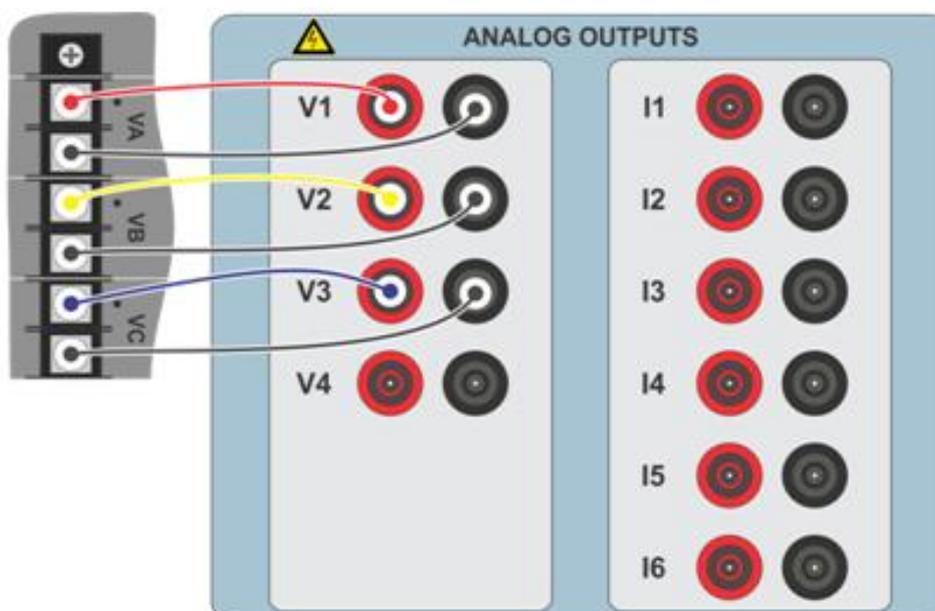 ANALOG OUTPUTS
VA
VB
VC
V1
V2
V3
V4
I1
I2
I3
I4
I5
I6